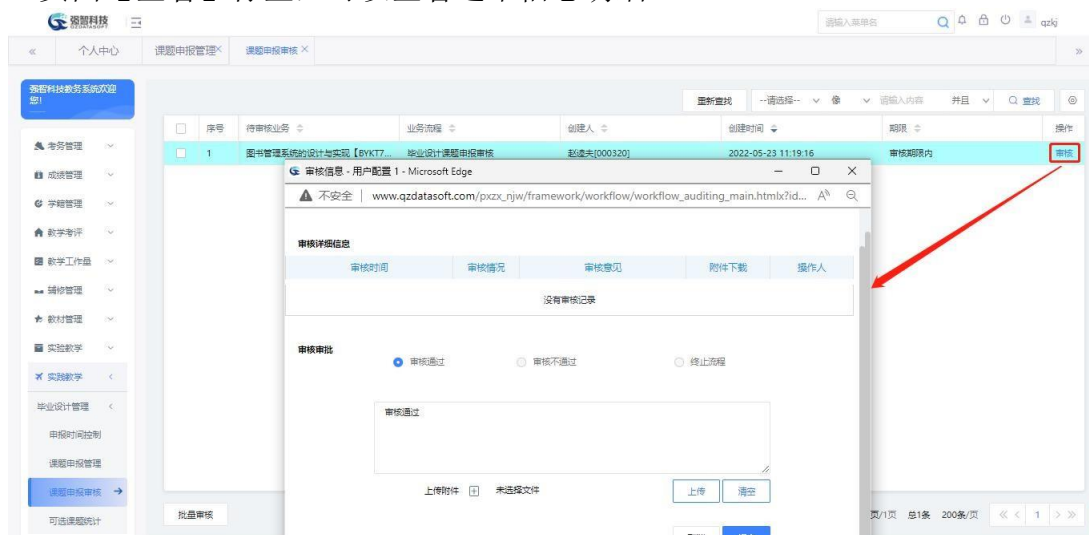 强智科技
QZDATASOFT
请输入菜单名
qzkj
个人中心
课题申报管理
课题申报审核
强智科技教务系统欢迎您!
重新查找 --请选择-- 像 请输入内容 并且 查找
序号 待审核业务 业务流程 创建人 创建时间 期限 操作
1 图书管理系统的设计与实现【BYKT7... 毕业设计课题申报审核 赵凌夫[000320] 2022-05-23 11:19:16 审核期限内 审核
考务管理
成绩管理
学籍管理
教学考评
教学工作量
辅修管理
教材管理
实验教学
实践教学
毕业设计管理
申报时间控制
课题申报管理
课题申报审核
可选课题统计
审核信息 - 用户配置 1 - Microsoft Edge
不安全 | www.qzdatasoft.com/pxzx_njw/framework/workflow/workflow_auditing_main.htmlx?id...
审核详细信息
审核时间 审核情况 审核意见 附件下载 操作人
没有审核记录
审核审批
审核通过 审核不通过 终止流程
审核通过
上传附件 未选择文件 上传 清空
批量审核
页/1页 总1条 200条/页 1